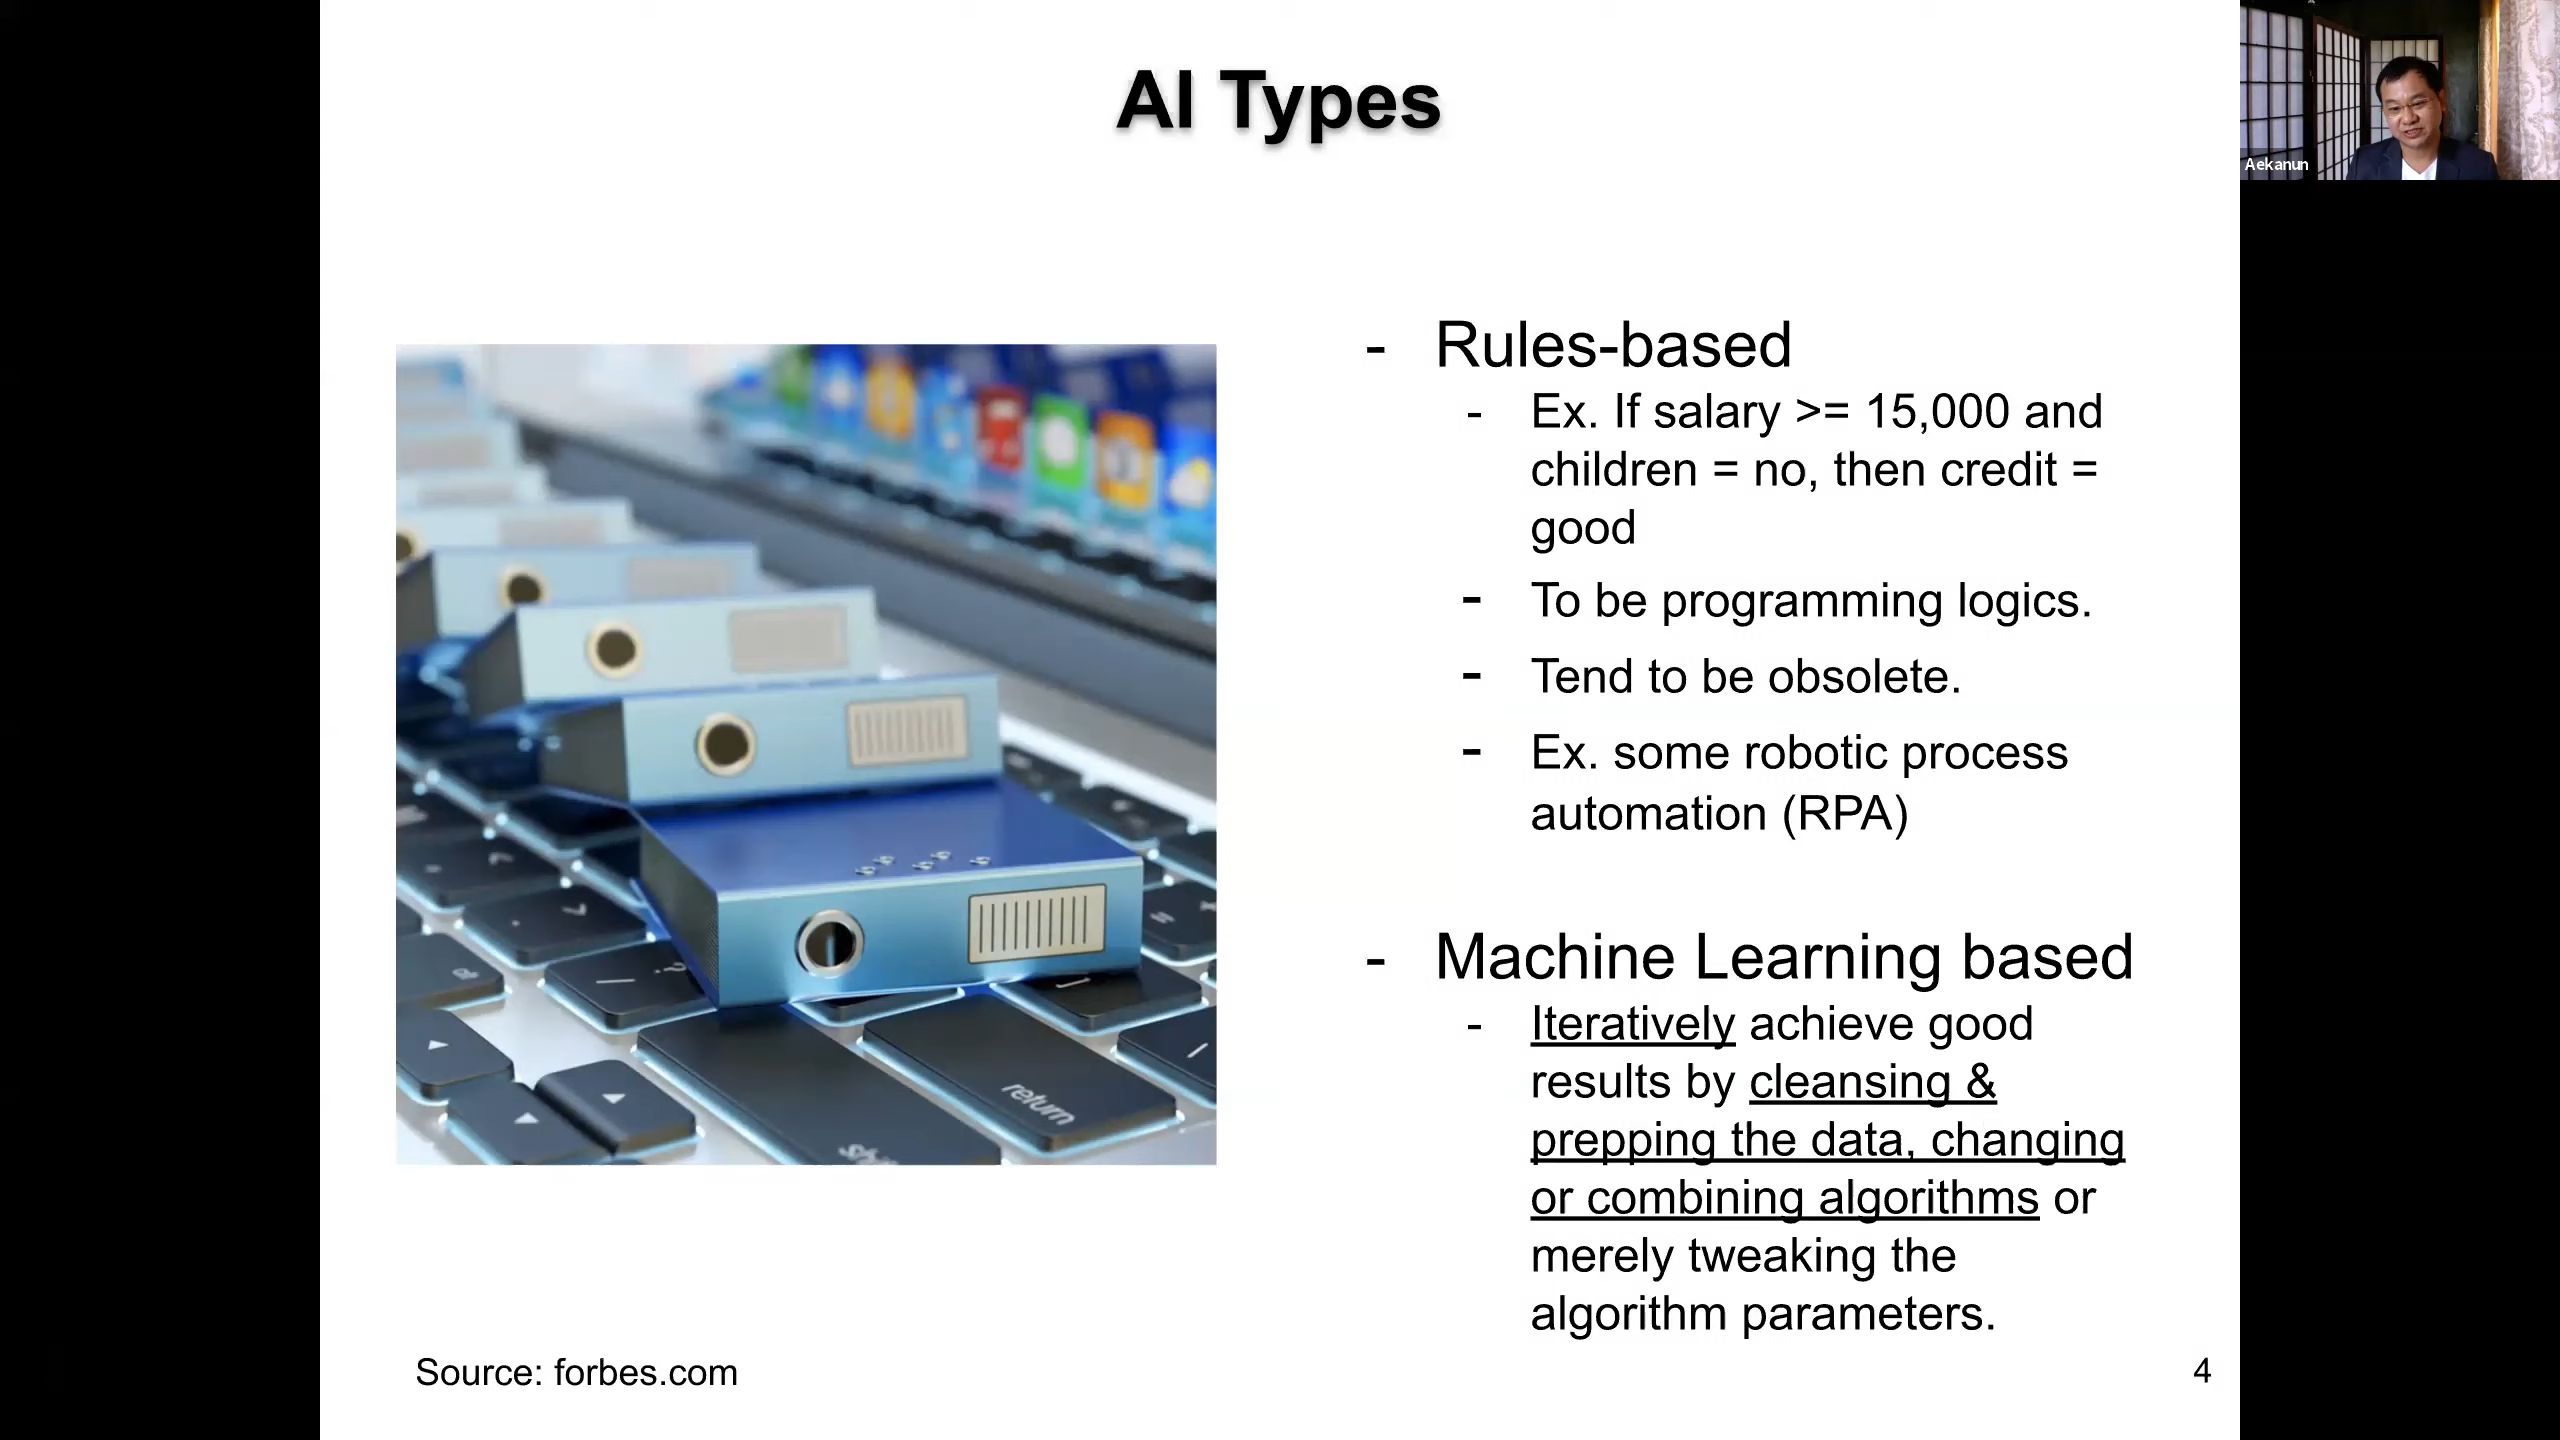 AI Types
Aekanun
- Rules-based
- Ex. If salary >= 15,000 and
children = no, then credit =
good
- To be programming logics.
- Tend to be obsolete.
- Ex. some robotic process
automation (RPA)
- Machine Learning based
- Iteratively achieve good
results by cleansing &
prepping the data, changing
or combining algorithms or
merely tweaking the
algorithm parameters.
return
Source: forbes.com
4